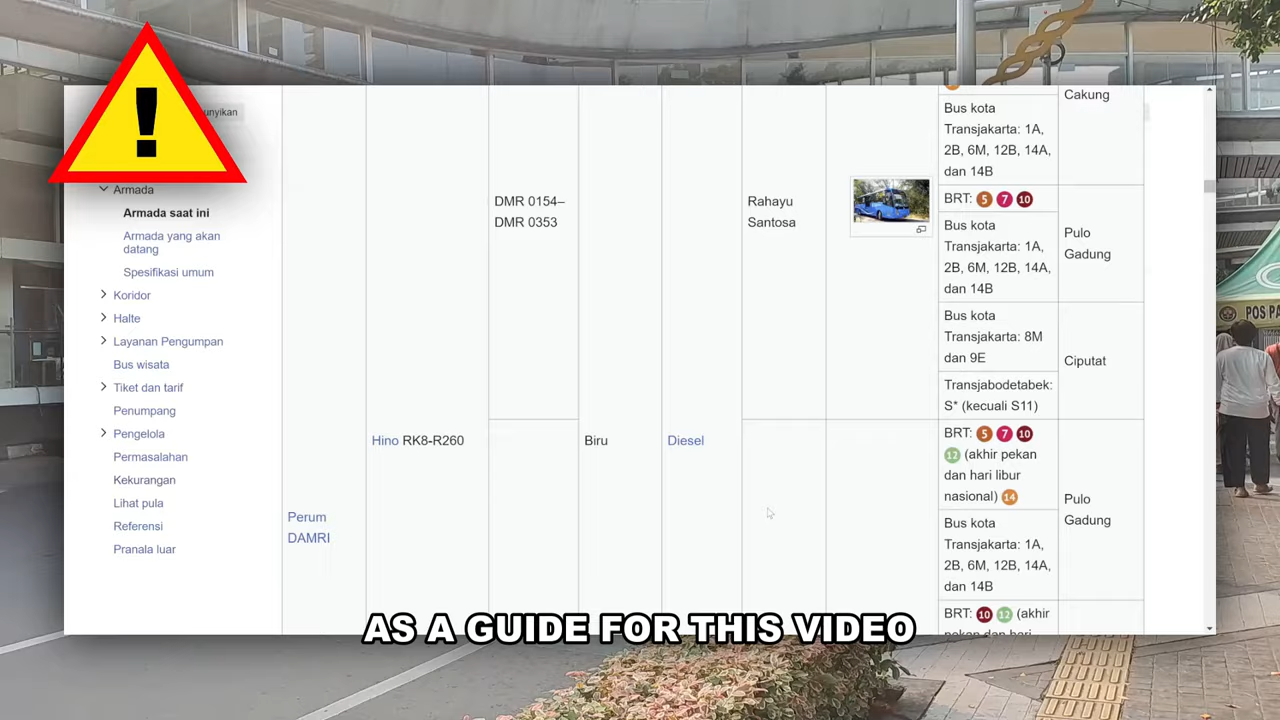 !
unyikan
Armada
Armada saat ini
Armada yang akan
datang
Spesifikasi umum
Koridor
Halte
Layanan Pengumpan
Bus wisata
Tiket dan tarif
Penumpang
Pengelola
Permasalahan
Kekurangan
Lihat pula
Referensi
Pranala luar
Perum
DAMRI
Hino RK8-R260
DMR 0154–
DMR 0353
Biru
Diesel
Rahayu
Santosa
Bus kota
Transjakarta: 1A,
2B, 6M, 12B, 14A,
dan 14B
Cakung
BRT: 5 7 10
Bus kota
Transjakarta: 1A,
2B, 6M, 12B, 14A,
dan 14B
Pulo
Gadung
Bus kota
Transjakarta: 8M
dan 9E
Transjabodetabek:
S* (kecuali S11)
Ciputat
BRT: 5 7 10
12 (akhir pekan
dan hari libur
nasional) 14
Bus kota
Transjakarta: 1A,
2B, 6M, 12B, 14A,
dan 14B
Pulo
Gadung
BRT: 10 12 (akhir
pekan dan hari
POS PA
AS A GUIDE FOR THIS VIDEO